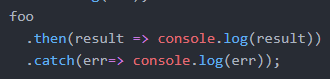 foo
  .then(result => console.log(result))
  .catch(err=> console.log(err));